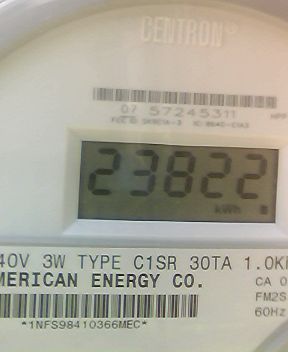 CENTRON®
07 57245311
23822
kWh
40V 3W TYPE C1SR 30TA 1.0K
MERICAN ENERGY CO.
CA 0
FM2S
60Hz
*1NFS98410366MEC*